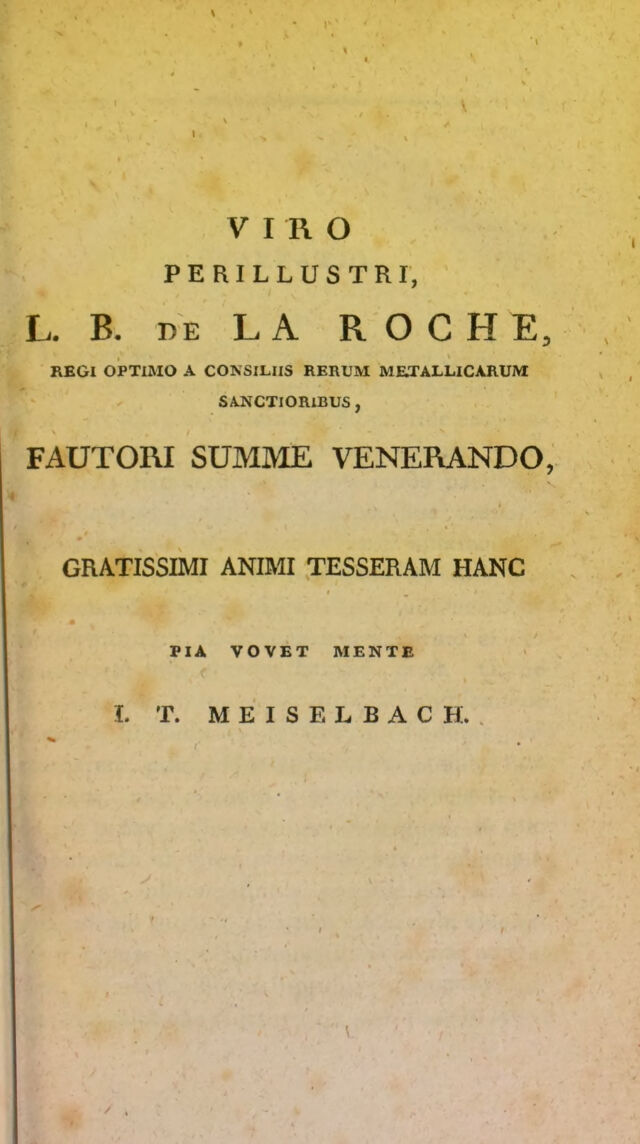 VIRO
PERILLUSTRI,
L. B. DE LA ROCHE,
REGI OPTIMO A CONSILIIS RERUM METALLICARUM
SANCTIORIBUS,
FAUTORI SUMME VENERANDO,
GRATISSIMI ANIMI TESSERAM HANC
PIA VOVET MENTE
I. T. MEISELBACH.